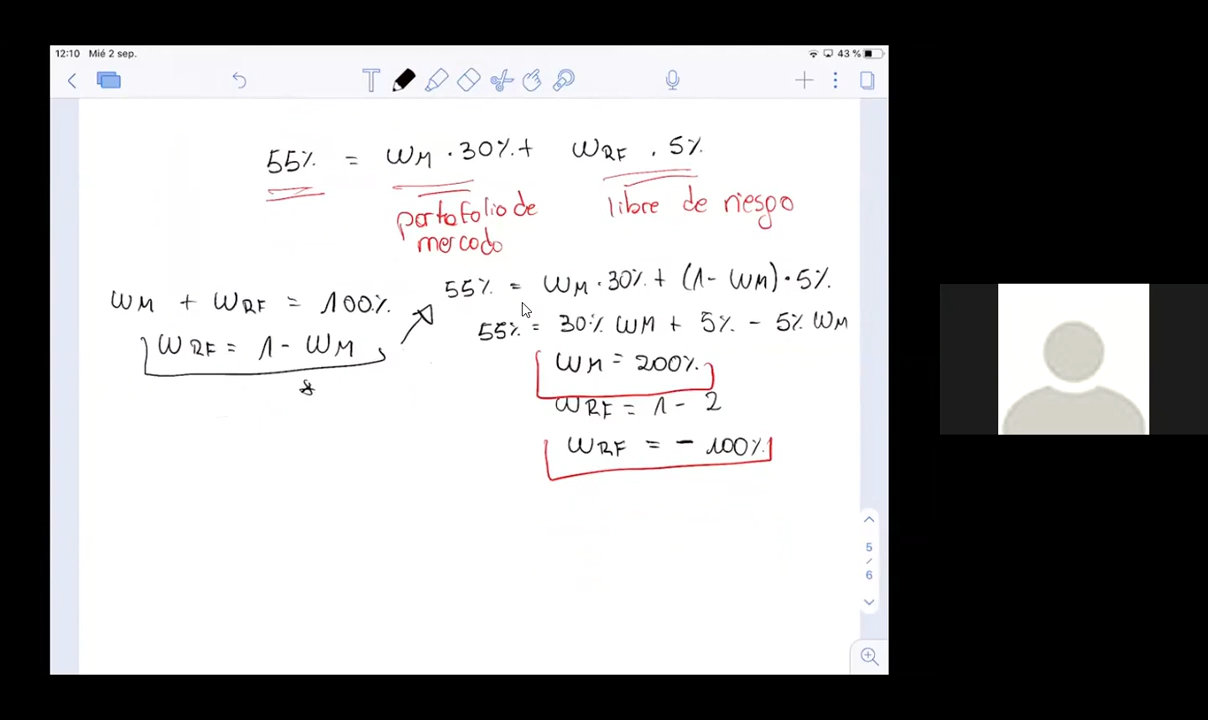 12:10 Mié 2 sep.
43 %
T
55% = WM · 30% + WRF · 5%
portafolio de mercado
libre de riesgo
WM + WRF = 100%
WRF = 1 - WM
55% = WM · 30% + (1 - WM) · 5%
55% = 30% WM + 5% - 5% WM
WM = 200%
WRF = 1 - 2
WRF = - 100%
5
/
6